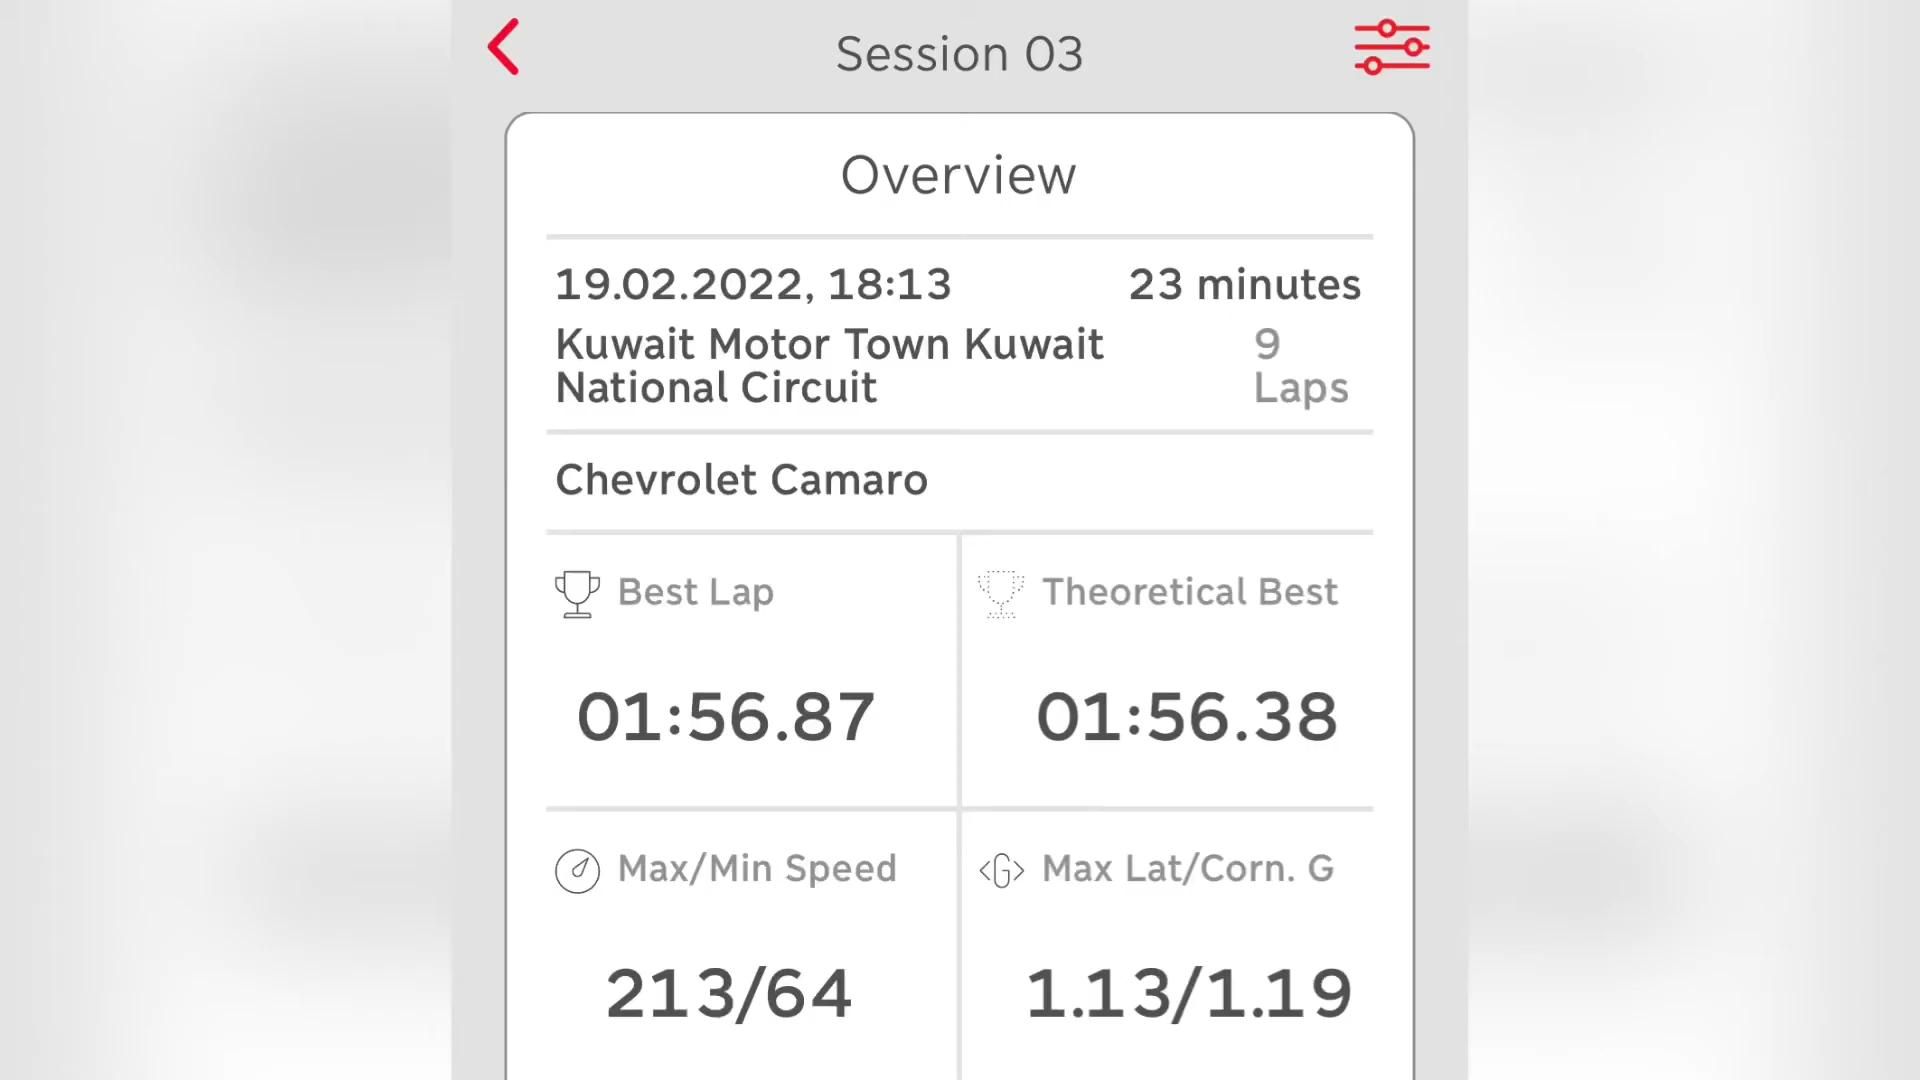 Session 03
Overview
19.02.2022, 18:13
23 minutes
Kuwait Motor Town Kuwait
National Circuit
9
Laps
Chevrolet Camaro
Best Lap
01:56.87
Theoretical Best
01:56.38
Max/Min Speed
213/64
G Max Lat/Corn. G
1.13/1.19